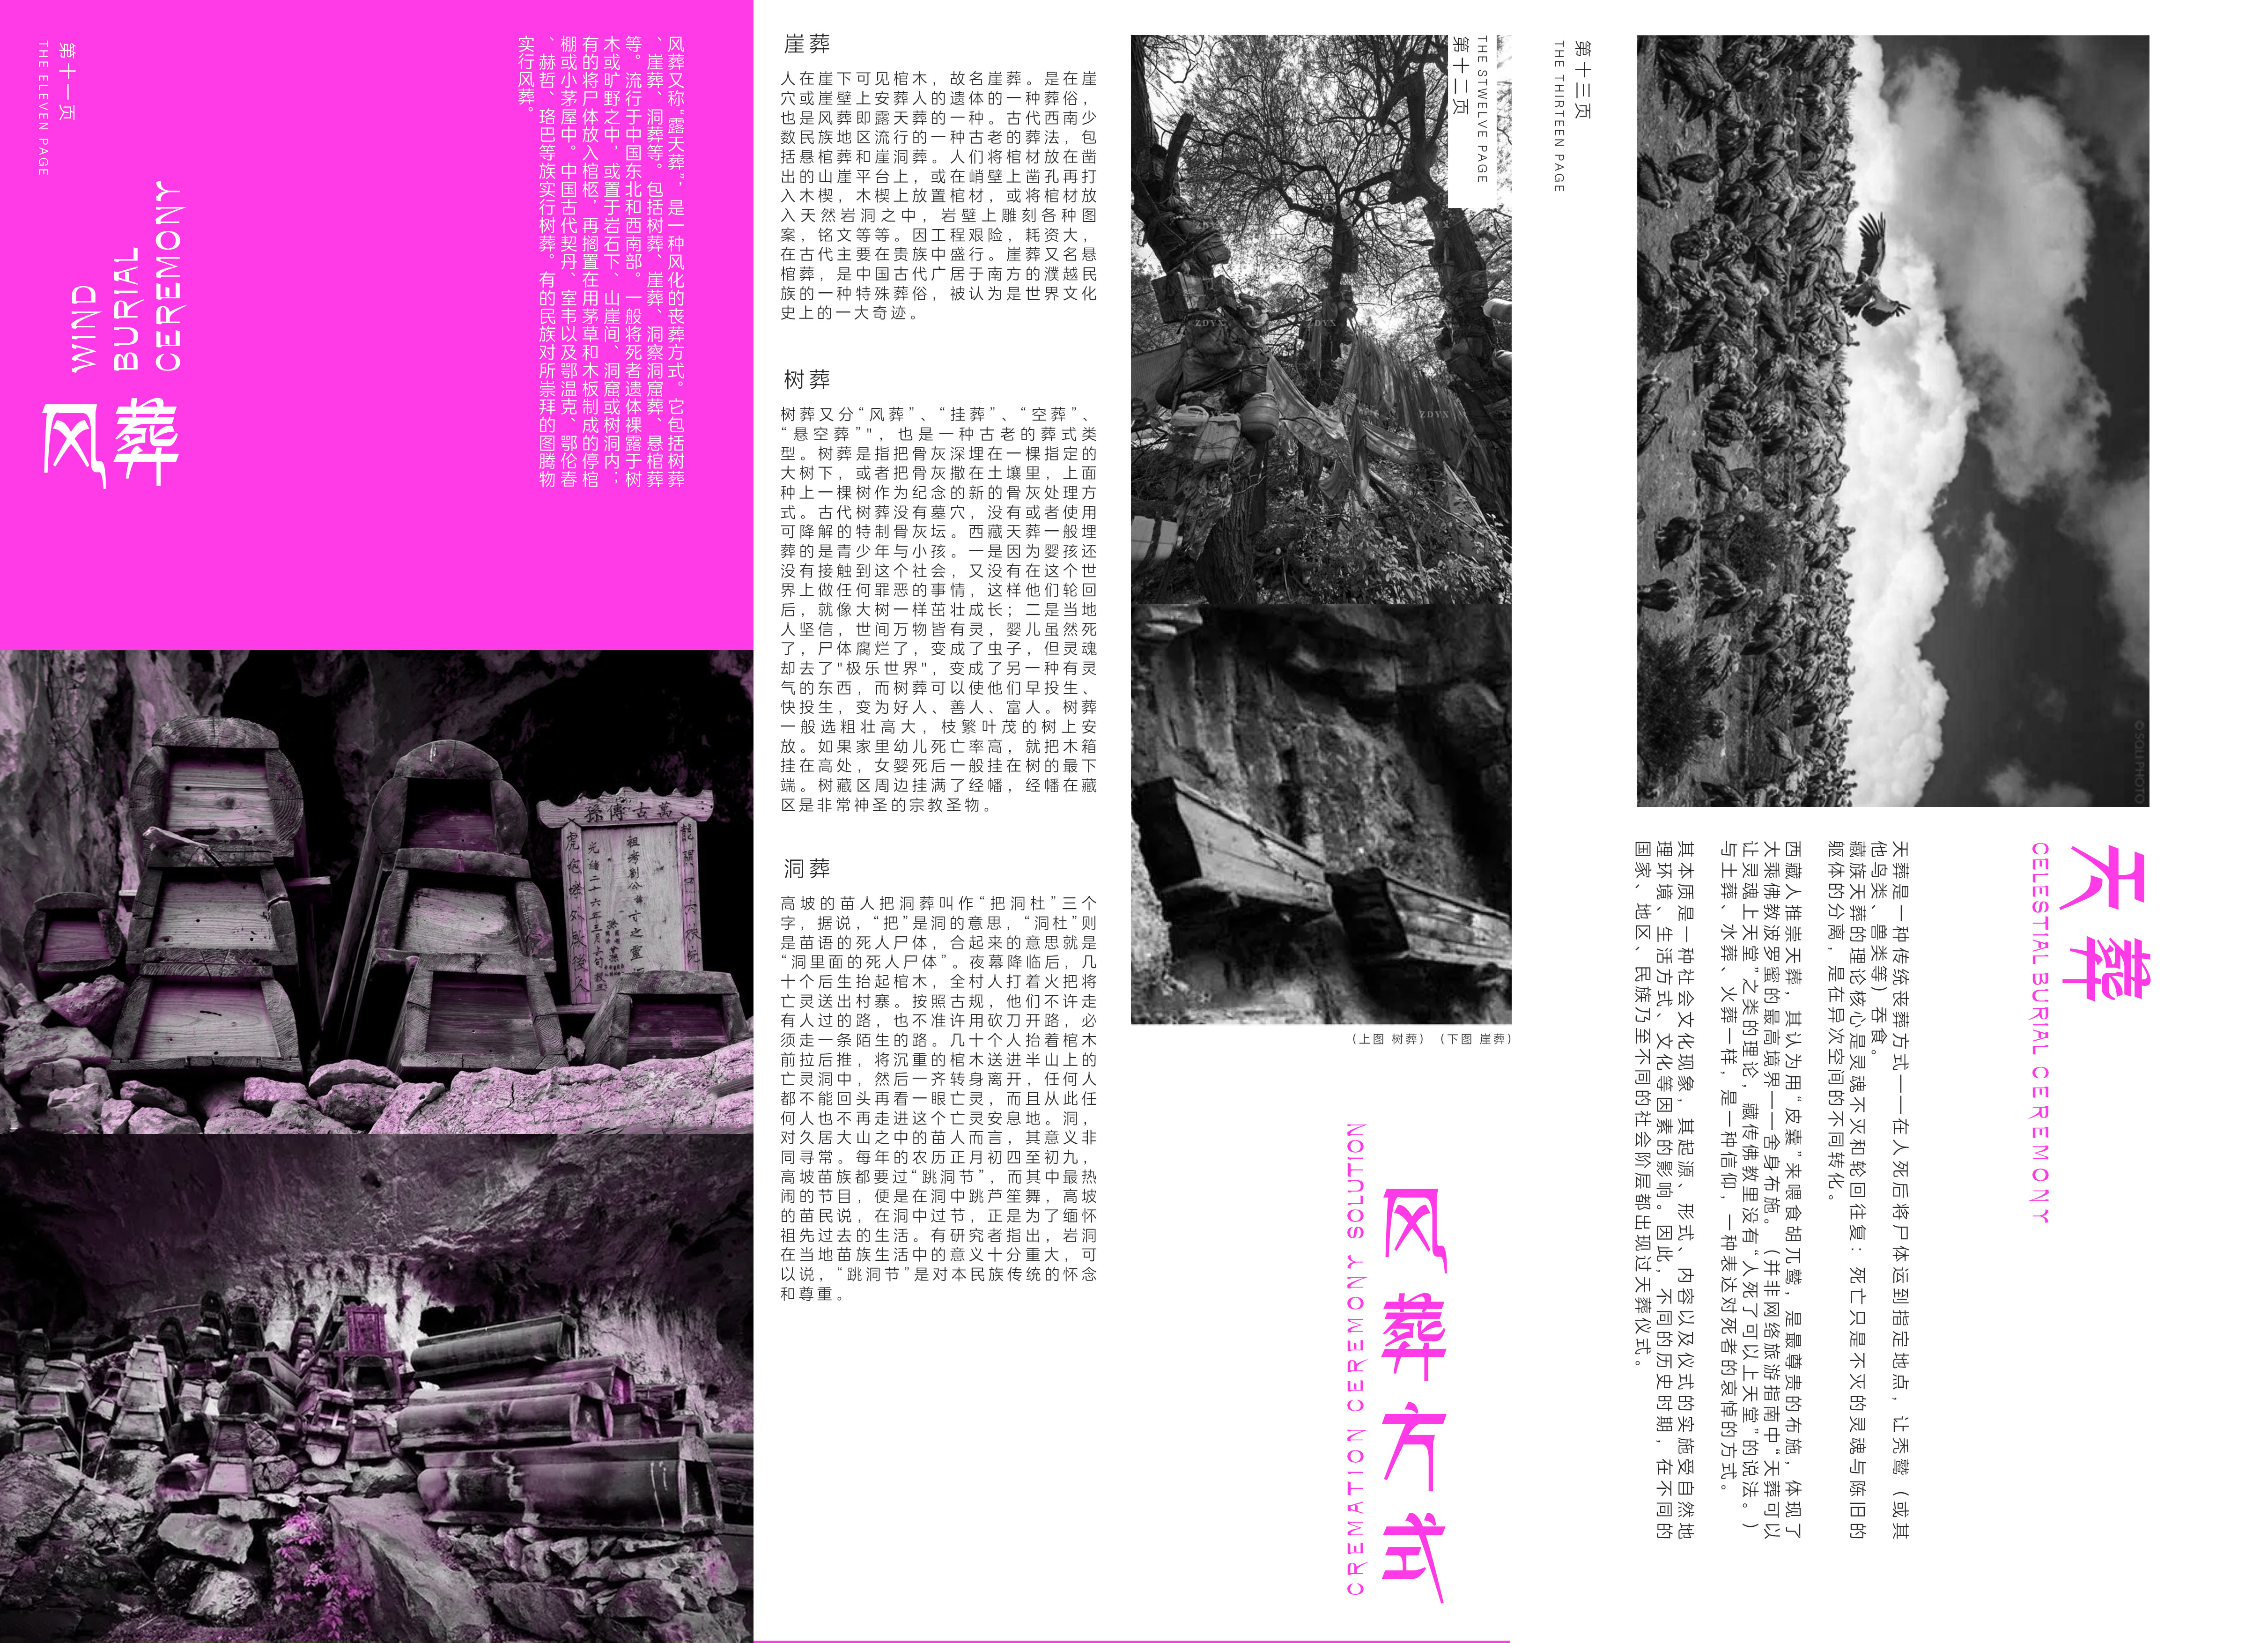 第十一页
THE ELEVEN PAGE
WIND
BURIAL
CEREMONY
风葬
风葬又称“露天葬”，是一种风化的丧葬方式。它包括树葬
、崖葬、洞葬等。包括树葬、崖葬、洞察洞窟葬、悬棺葬
等。流行于中国东北和西南部。一般将死者遗体裸露于树
木或旷野之中，或置于岩石下、山崖间、洞窟或树洞内；
有的将尸体放入棺柩，再搁置在用茅草和木板制成的停棺
棚或小茅屋中。中国古代契丹、室韦以及鄂温克、鄂伦春
、赫哲、珞巴等族实行树葬。有的民族对所崇拜的图腾物
实行风葬。
萬古傳孫
光緒二十六年三月上旬
崖葬
人在崖下可见棺木，故名崖葬。是在崖
穴或崖壁上安葬人的遗体的一种葬俗，
也是风葬即露天葬的一种。古代西南少
数民族地区流行的一种古老的葬法，包
括悬棺葬和崖洞葬。人们将棺材放在凿
出的山崖平台上，或在峭壁上凿孔再打
入木楔，木楔上放置棺材，或将棺材放
入天然岩洞之中，岩壁上雕刻各种图
案，铭文等等。因工程艰险，耗资大，
在古代主要在贵族中盛行。崖葬又名悬
棺葬，是中国古代广居于南方的濮越民
族的一种特殊葬俗，被认为是世界文化
史上的一大奇迹。
树葬
树葬又分“风葬”、“挂葬”、“空葬”、
“悬空葬”"，也是一种古老的葬式类
型。树葬是指把骨灰深埋在一棵指定的
大树下，或者把骨灰撒在土壤里，上面
种上一棵树作为纪念的新的骨灰处理方
式。古代树葬没有墓穴，没有或者使用
可降解的特制骨灰坛。西藏天葬一般埋
葬的是青少年与小孩。一是因为婴孩还
没有接触到这个社会，又没有在这个世
界上做任何罪恶的事情，这样他们轮回
后，就像大树一样茁壮成长；二是当地
人坚信，世间万物皆有灵，婴儿虽然死
了，尸体腐烂了，变成了虫子，但灵魂
却去了"极乐世界"，变成了另一种有灵
气的东西，而树葬可以使他们早投生、
快投生，变为好人、善人、富人。树葬
一般选粗壮高大，枝繁叶茂的树上安
放。如果家里幼儿死亡率高，就把木箱
挂在高处，女婴死后一般挂在树的最下
端。树藏区周边挂满了经幡，经幡在藏
区是非常神圣的宗教圣物。
洞葬
高坡的苗人把洞葬叫作“把洞杜”三个
字，据说，“把”是洞的意思，“洞杜”则
是苗语的死人尸体，合起来的意思就是
“洞里面的死人尸体”。夜幕降临后，几
十个后生抬起棺木，全村人打着火把将
亡灵送出村寨。按照古规，他们不许走
有人过的路，也不准许用砍刀开路，必
须走一条陌生的路。几十个人抬着棺木
前拉后推，将沉重的棺木送进半山上的
亡灵洞中，然后一齐转身离开，任何人
都不能回头再看一眼亡灵，而且从此任
何人也不再走进这个亡灵安息地。洞，
对久居大山之中的苗人而言，其意义非
同寻常。每年的农历正月初四至初九，
高坡苗族都要过“跳洞节”，而其中最热
闹的节目，便是在洞中跳芦笙舞，高坡
的苗民说，在洞中过节，正是为了缅怀
祖先过去的生活。有研究者指出，岩洞
在当地苗族生活中的意义十分重大，可
以说，“跳洞节”是对本民族传统的怀念
和尊重。
THE STWELVE PAGE
第十二页
ZDYX
ZDYX
ZDYX
（上图 树葬）（下图 崖葬）
CREMATION CEREMONY SOLUTION
风葬方式
第十三页
THE THIRTEEN PAGE
©SQU PHOTO
天葬
CELESTIAL BURIAL CEREMONY
天葬是一种传统丧葬方式——在人死后将尸体运到指定地点，让秃鹫（或其
他鸟类、兽类等）吞食。
藏族天葬的理论核心是灵魂不灭和轮回往复：死亡只是不灭的灵魂与陈旧的
躯体的分离，是在异次空间的不同转化。
西藏人推崇天葬，其认为用“皮囊”来喂食胡兀鹫，是最尊贵的布施，体现了
大乘佛教波罗蜜的最高境界——舍身布施。（并非网络旅游指南中“天葬可以
让灵魂上天堂”之类的理论，藏传佛教里没有“人死了可以上天堂”的说法。）
与土葬、水葬、火葬一样，是一种信仰，一种表达对死者的哀悼的方式。
其本质是一种社会文化现象，其起源、形式、内容以及仪式的实施受自然地
理环境、生活方式、文化等因素的影响。因此，不同的历史时期，在不同的
国家、地区、民族乃至不同的社会阶层都出现过天葬仪式。